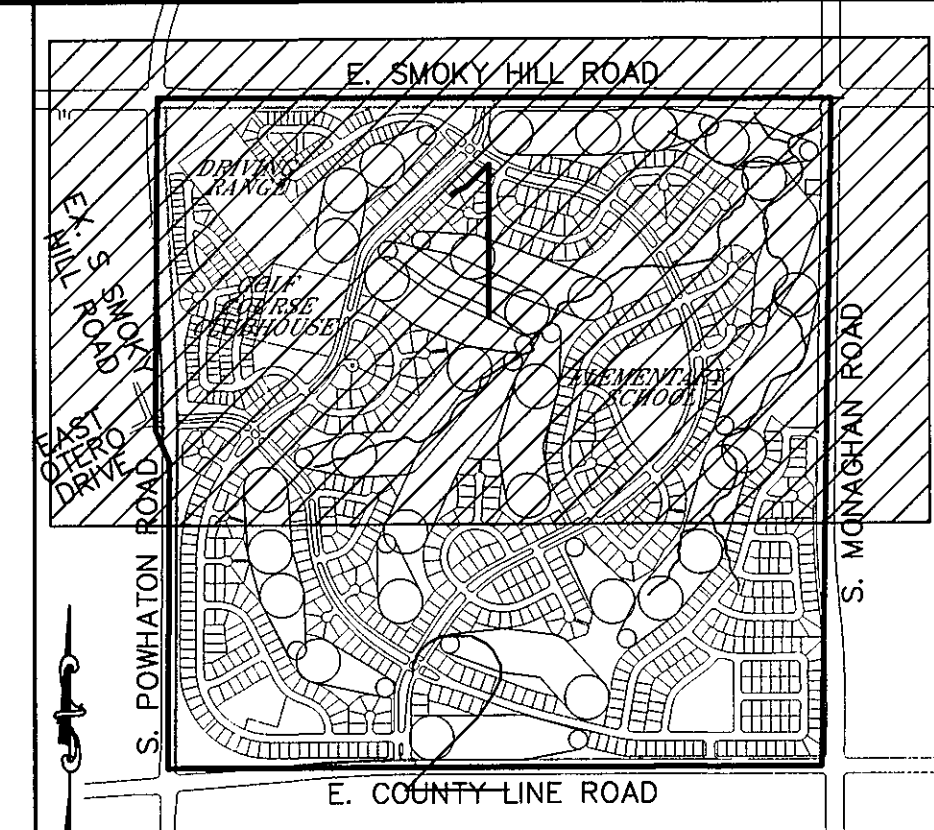 E. SMOKY HILL ROAD
DRIVING
RANGE
EX. S SMOKY
HILL ROAD
GOLF
COURSE
CLUBHOUSE
ELEMENTARY
SCHOOL
EAST
OTERO
DRIVE
S. POWHATON ROAD
S. MONAGHAN ROAD
E. COUNTY LINE ROAD